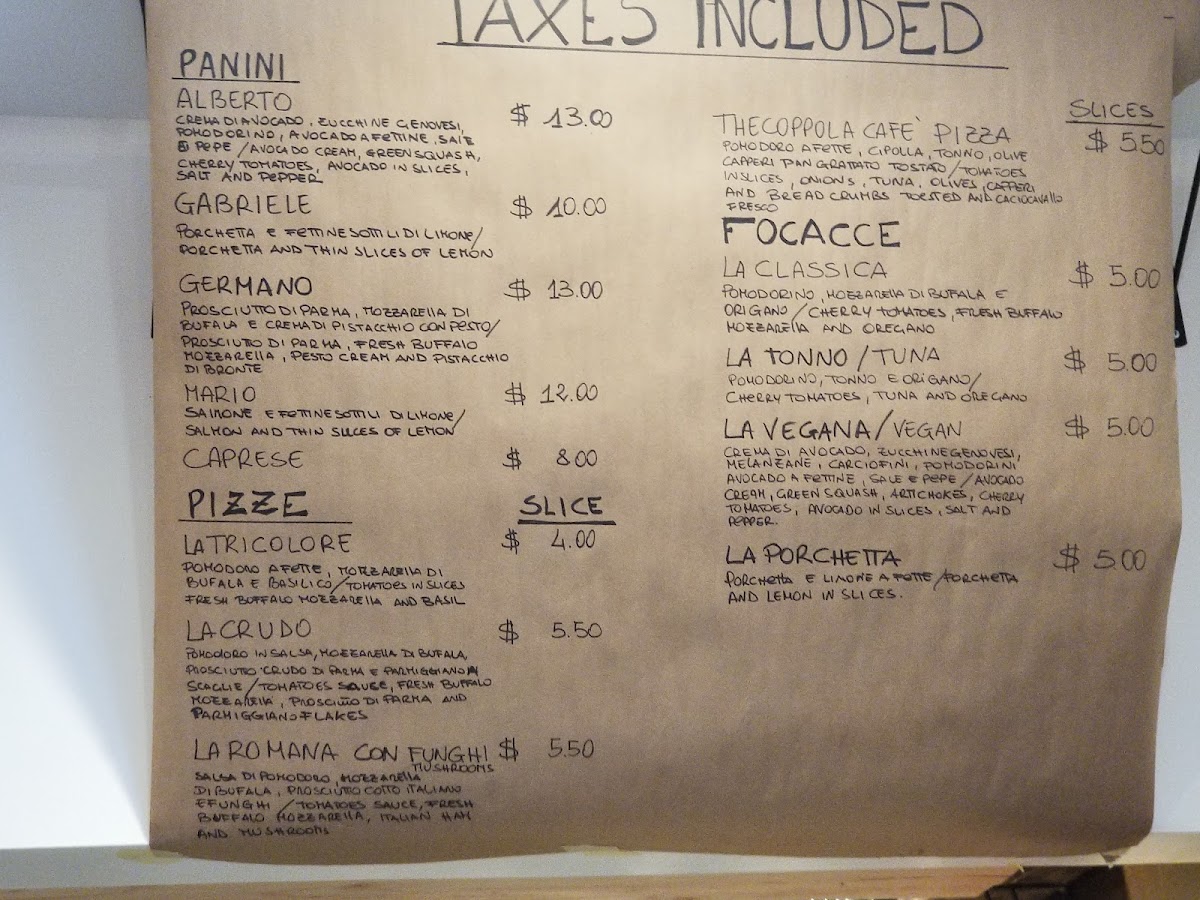 TAXES INCLUDED
PANINI
ALBERTO $ 13.00
CREMA DI AVOCADO, ZUCCHINE GENOVESI,
POMODORINO, AVOCADO A FETTINE, SALE
E PEPE / AVOCADO CREAM, GREEN SQUASH,
CHERRY TOMATOES, AVOCADO IN SLICES,
SALT AND PEPPER
GABRIELE $ 10.00
PORCHETTA E FETTINE SOTTILI DI LIMONE/
PORCHETTA AND THIN SLICES OF LEMON
GERMANO $ 13.00
PROSCIUTTO DI PARMA, MOZZARELLA DI
BUFALA E CREMA DI PISTACCHIO CON PESTO/
PROSCIUTO DI PARMA, FRESH BUFFALO
MOZZARELLA, PESTO CREAM AND PISTACCHIO
DI BRONTE
MARIO $ 12.00
SALMONE E FETTINE SOTTILI DI LIMONE/
SALMON AND THIN SLICES OF LEMON
CAPRESE $ 8.00
PIZZE SLICE
LA TRICOLORE $ 4.00
POMODORO A FETTE, MOZZARELLA DI
BUFALA E BASILICO/TOMATOES IN SLICES
FRESH BUFFALO MOZZARELLA AND BASIL
LA CRUDO $ 5.50
POMODORO IN SALSA, MOZZARELLA DI BUFALA,
PROSCIUTTO CRUDO DI PARMA E PARMIGGIANO A
SCAGLIE/TOMATOES SAUSE, FRESH BUFFALO
MOZZARELLA, PROSCIUTTO DI PARMA AND
PARMIGGIANO FLAKES
LA ROMANA CON FUNGHI $ 5.50
MUSHROOMS
SALSA DI POMODORO, MOZZARELLA
DI BUFALA, PROSCIUTTO COTTO ITALIANO
E FUNGHI / TOMATOES SAUCE, FRESH
BUFFALO MOZZARELLA, ITALIAN HAM
AND MUSHROOMS
SLICES
THE COPPOLA CAFE' PIZZA $ 5.50
POMODORO A FETTE, CIPOLLA, TONNO, OLIVE
CAPPERI PAN GRATTATO TOSTATO/TOMATOES
IN SLICES, ONIONS, TUNA, OLIVES, CAPPERI
AND BREAD CRUMBS TOESTED AND CACIOCAVALLO
FRESCO
FOCACCE
LA CLASSICA $ 5.00
POMODORINO, MOZZARELLA DI BUFALA E
ORIGANO/CHERRY TOMATOES, FRESH BUFFALO
MOZZARELLA AND OREGANO
LA TONNO/TUNA $ 5.00
POMODORINO, TONNO E ORIGANO/
CHERRY TOMATOES, TUNA AND OREGANO
LA VEGANA/VEGAN $ 5.00
CREMA DI AVOCADO, ZUCCHINE GENOVESI,
MELANZANE, CARCIOFINI, POMODORINI
AVOCADO A FETTINE, SALE E PEPE/AVOCADO
CREAM, GREEN SQUASH, ARTICHOKES, CHERRY
TOMATOES, AVOCADO IN SLICES, SALT AND
PEPPER.
LA PORCHETTA $ 5.00
PORCHETTA E LIMONE A FETTE/PORCHETTA
AND LEMON IN SLICES.